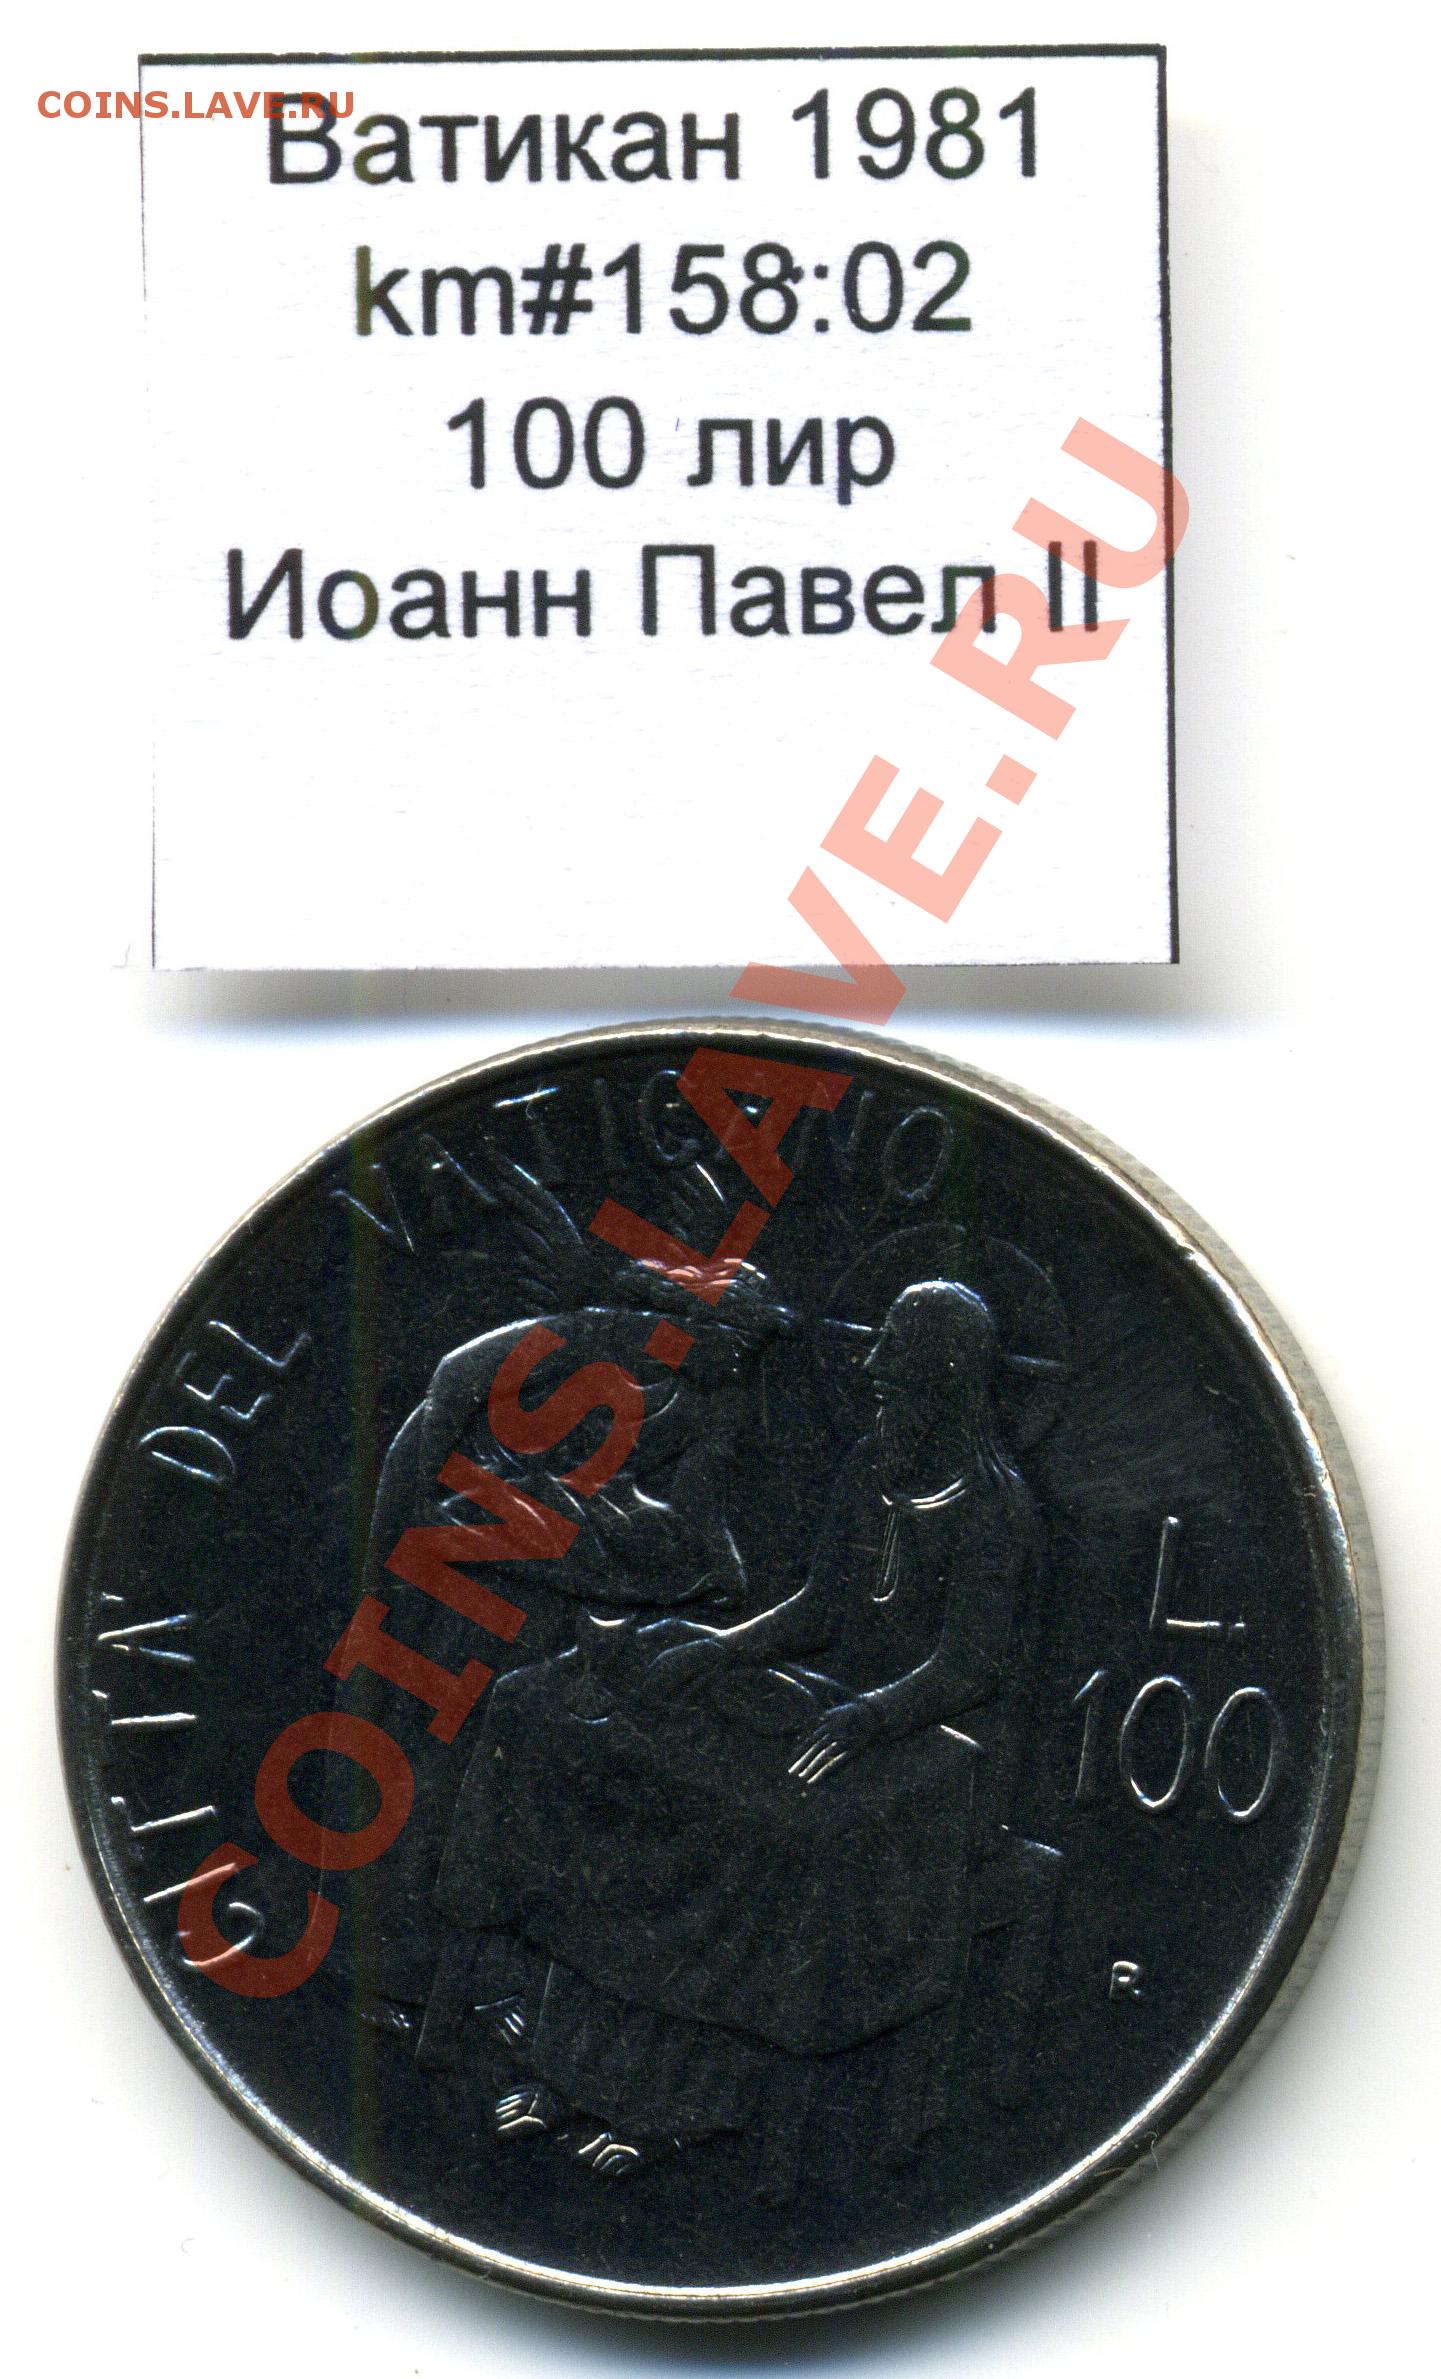 COINS.LAVE.RU
Ватикан 1981
km#158:02
100 лир
Иоанн Павел II
COINS.LAVE.RU
CITTA' DEL VATICANO
L.
100
R